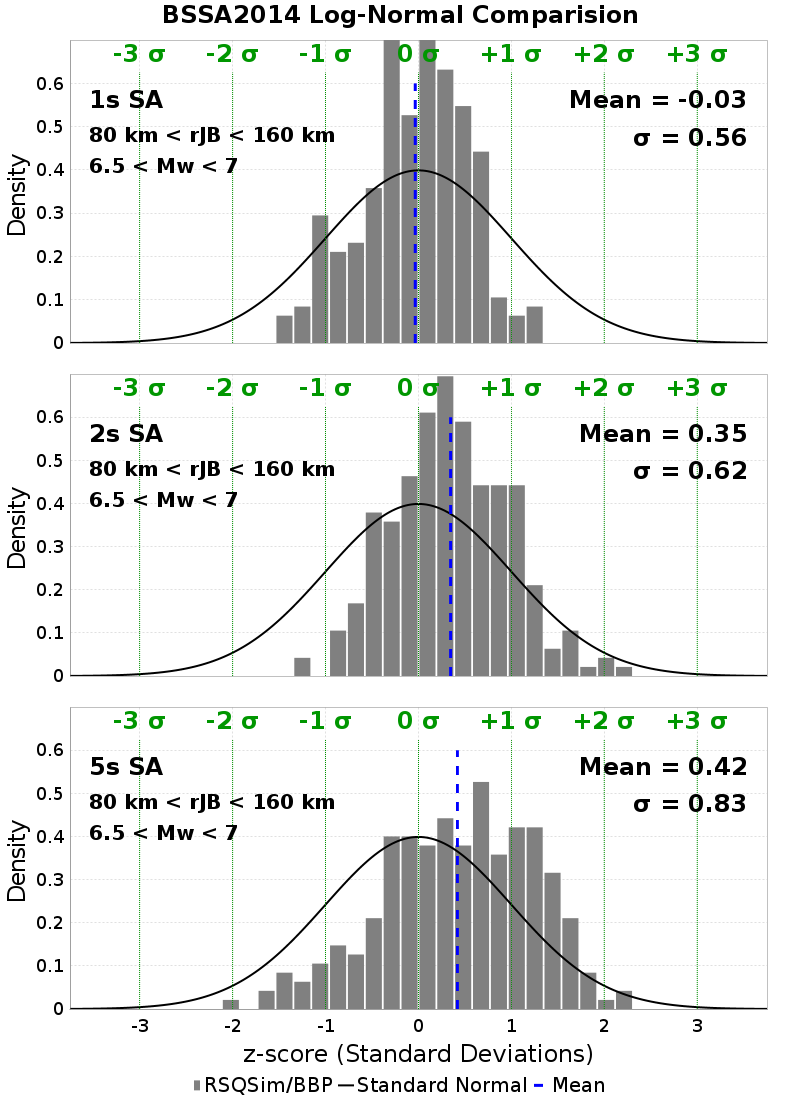 BSSA2014 Log-Normal Comparision
-3 σ -2 σ -1 σ 0 σ +1 σ +2 σ +3 σ
0.6
1s SA Mean = -0.03
0.5
80 km < rJB < 160 km σ = 0.56
6.5 < Mw < 7
0.4
Density
0.3
0.2
0.1
0
-3 σ -2 σ -1 σ 0 σ +1 σ +2 σ +3 σ
0.6
2s SA Mean = 0.35
0.5
80 km < rJB < 160 km σ = 0.62
6.5 < Mw < 7
0.4
Density
0.3
0.2
0.1
0
-3 σ -2 σ -1 σ 0 σ +1 σ +2 σ +3 σ
0.6
5s SA Mean = 0.42
0.5
80 km < rJB < 160 km σ = 0.83
6.5 < Mw < 7
0.4
Density
0.3
0.2
0.1
0
-3 -2 -1 0 1 2 3
z-score (Standard Deviations)
RSQSim/BBP Standard Normal Mean